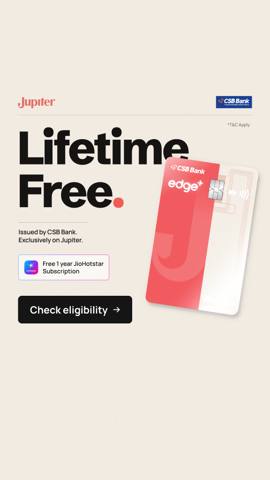 Jupiter
CSB Bank
*T&C Apply
Lifetime
Free.
CSB Bank
edge+
Issued by CSB Bank.
Exclusively on Jupiter.
Free 1 year JioHotstar
Subscription
Check eligibility →